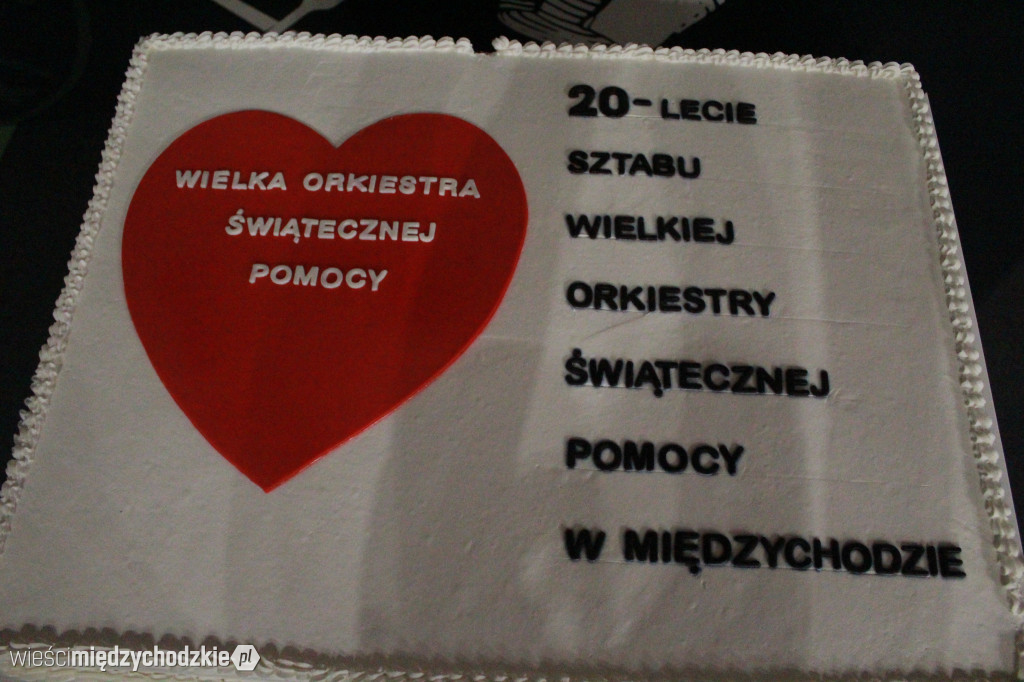 WIELKA ORKIESTRA
ŚWIĄTECZNEJ
POMOCY
20-LECIE
SZTABU
WIELKIEJ
ORKIESTRY
ŚWIĄTECZNEJ
POMOCY
W MIĘDZYCHODZIE
wieścimiędzychodzkie.pl